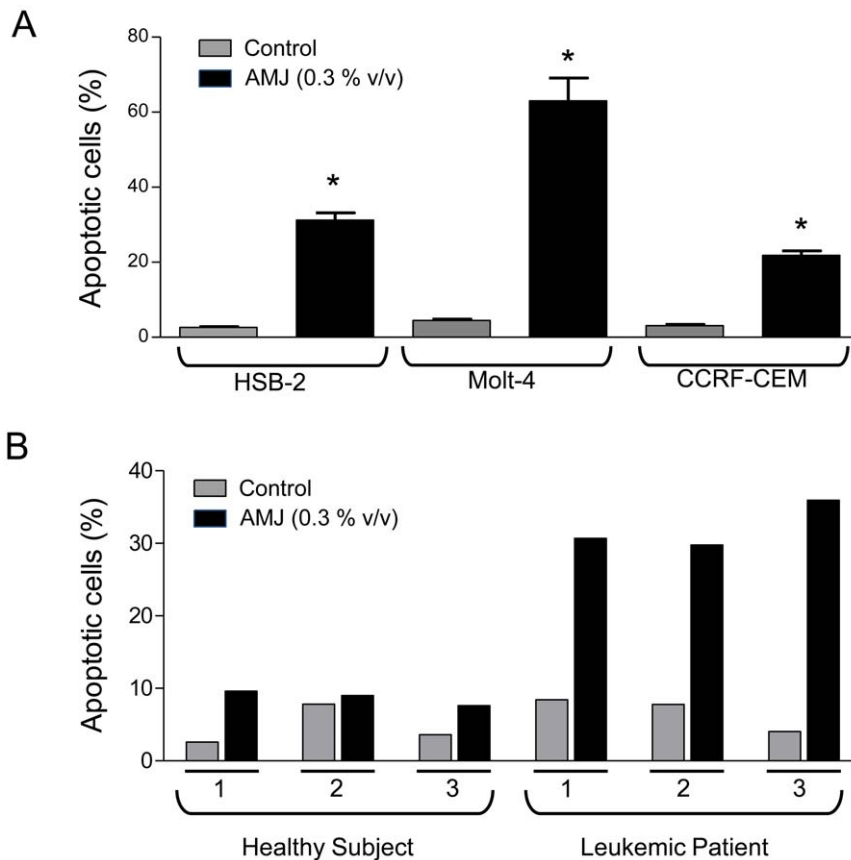 A
Control
AMJ (0.3 % v/v)
Apoptotic cells (%)
80
60
40
20
0
*
*
*
HSB-2
Molt-4
CCRF-CEM
B
Control
AMJ (0.3 % v/v)
Apoptotic cells (%)
40
30
20
10
0
1 2 3 1 2 3
Healthy Subject Leukemic Patient